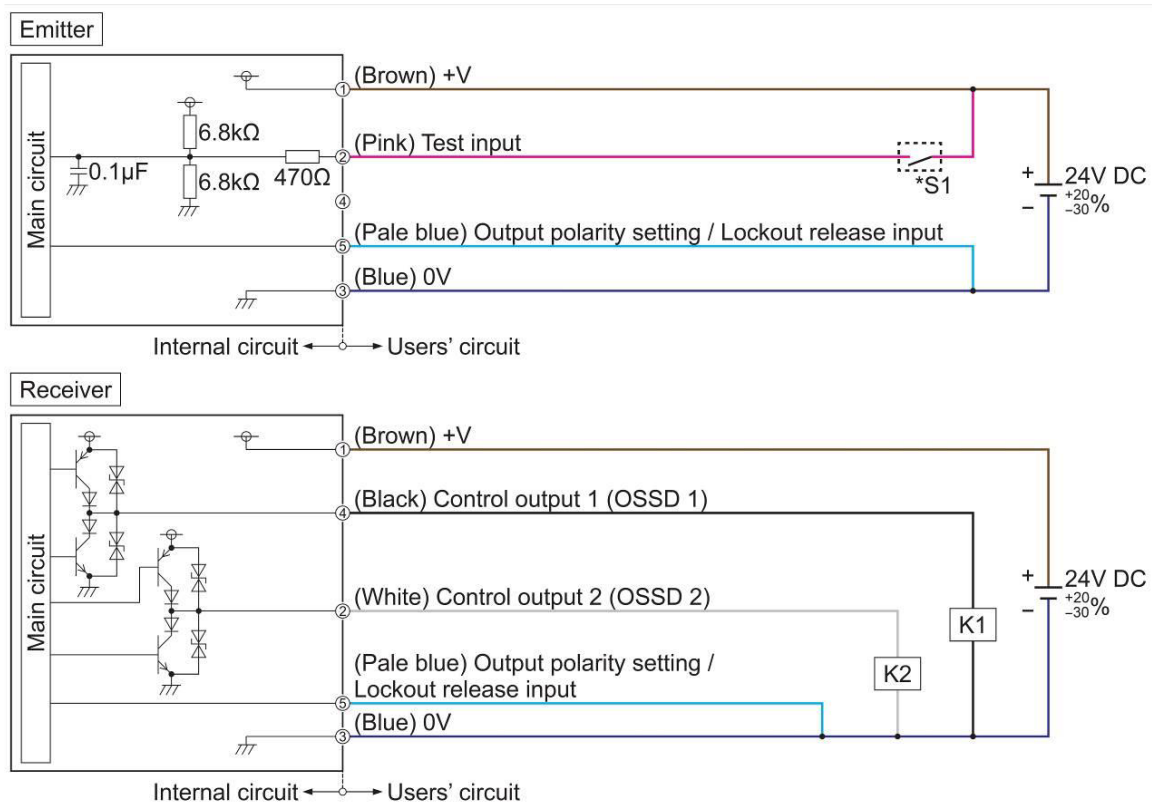 Emitter
Main circuit
(Brown) +V
①
6.8kΩ
(Pink) Test input
②
0.1μF
6.8kΩ
470Ω
*S1
+
24V DC
+20
−30 %
−
④
(Pale blue) Output polarity setting / Lockout release input
⑤
(Blue) 0V
③
Internal circuit
Users' circuit
Receiver
Main circuit
(Brown) +V
①
(Black) Control output 1 (OSSD 1)
④
+
24V DC
+20
−30 %
−
(White) Control output 2 (OSSD 2)
②
K1
K2
(Pale blue) Output polarity setting /
Lockout release input
⑤
(Blue) 0V
③
Internal circuit
Users' circuit